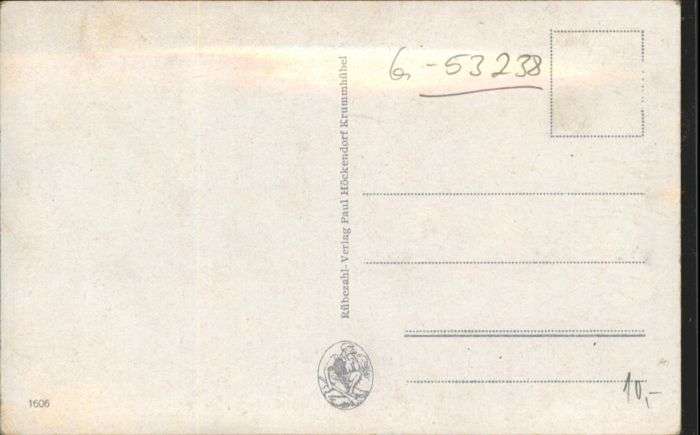 6 -53238
Rübezahl-Verlag Paul Höckendorf Krummhübel
1606
10,-